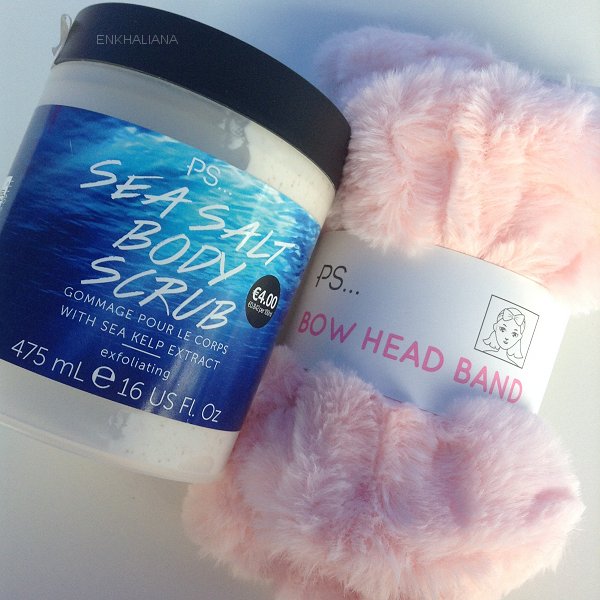 ENKHALIANA
PS...
SEA SALT
BODY
SCRUB
€4.00
GOMMAGE POUR LE CORPS
WITH SEA KELP EXTRACT
exfoliating
475 mL e 16 US Fl. Oz
PS...
BOW HEAD BAND